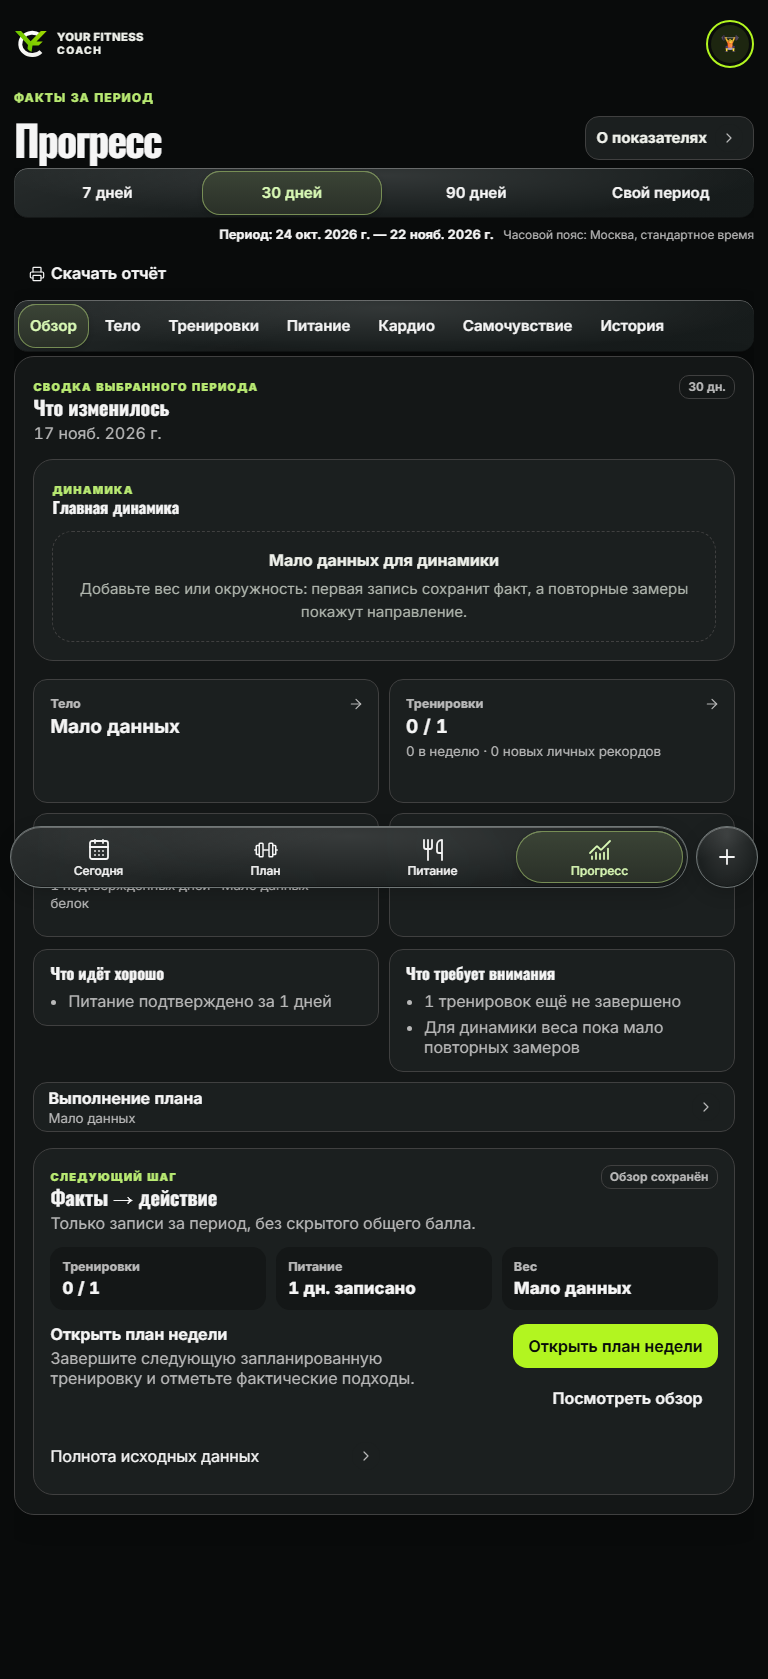 YOUR FITNESS
COACH
ФАКТЫ ЗА ПЕРИОД
Прогресс
О показателях
7 дней
30 дней
90 дней
Свой период
Период: 24 окт. 2026 г. — 22 нояб. 2026 г.
Часовой пояс: Москва, стандартное время
Скачать отчёт
Обзор
Тело
Тренировки
Питание
Кардио
Самочувствие
История
СВОДКА ВЫБРАННОГО ПЕРИОДА
30 дн.
Что изменилось
17 нояб. 2026 г.
ДИНАМИКА
Главная динамика
Мало данных для динамики
Добавьте вес или окружность: первая запись сохранит факт, а повторные замеры
покажут направление.
Тело
Мало данных
Тренировки
0 / 1
0 в неделю · 0 новых личных рекордов
Сегодня
План
Питание
Прогресс
белок
Что идёт хорошо
• Питание подтверждено за 1 дней
Что требует внимания
• 1 тренировок ещё не завершено
• Для динамики веса пока мало
повторных замеров
Выполнение плана
Мало данных
СЛЕДУЮЩИЙ ШАГ
Обзор сохранён
Факты → действие
Только записи за период, без скрытого общего балла.
Тренировки
0 / 1
Питание
1 дн. записано
Вес
Мало данных
Открыть план недели
Завершите следующую запланированную
тренировку и отметьте фактические подходы.
Открыть план недели
Посмотреть обзор
Полнота исходных данных